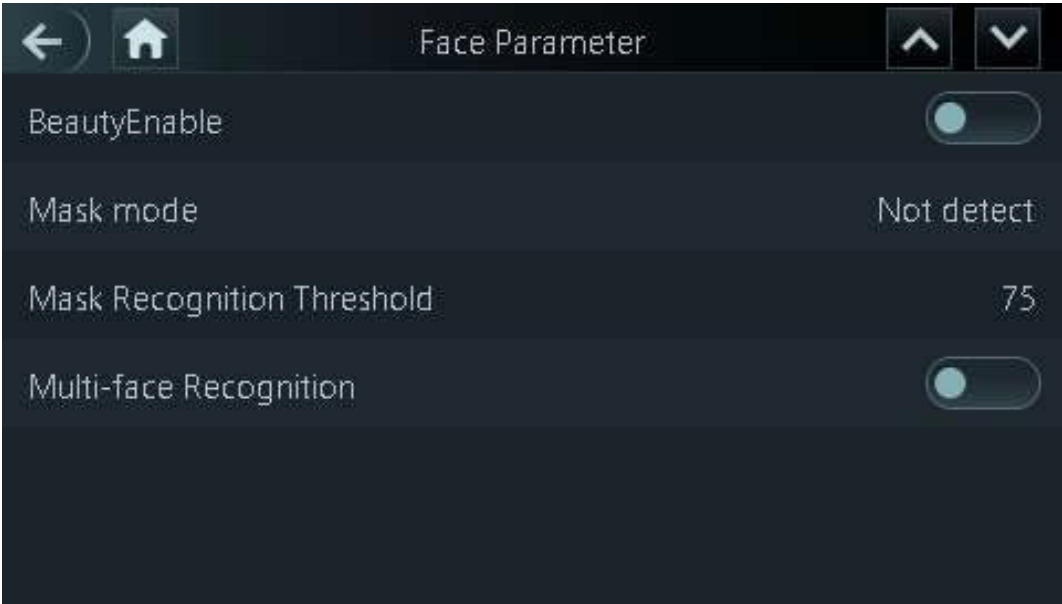 Face Parameter
BeautyEnable
Mask mode Not detect
Mask Recognition Threshold 75
Multi-face Recognition